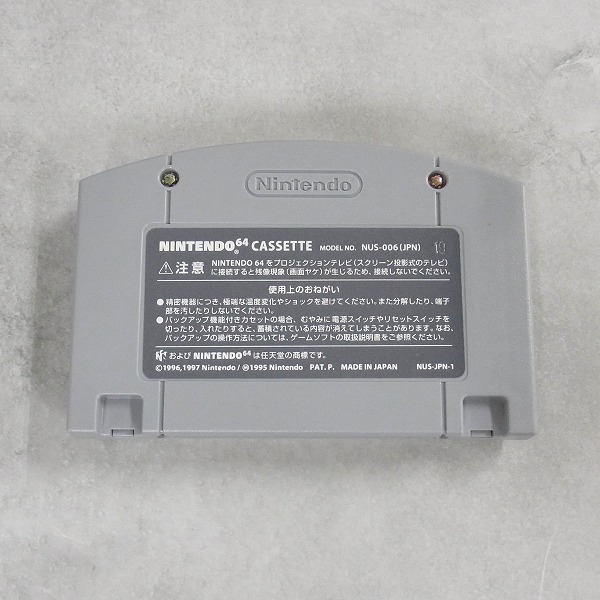 Nintendo
NINTENDO64 CASSETTE MODEL NO. NUS-006(JPN)
注意 NINTENDO 64をプロジェクションテレビ(スクリーン投影式のテレビ)
に接続すると残像現象(画面ヤケ)が生じるため、接続しないでください。
使用上のおねがい
●精密機器につき、極端な温度変化やショックを避けてください。また分解したり、端子
部を汚したりしないでください。
●バックアップ機能付きカセットの場合、むやみに電源スイッチやリセットスイッチを
切ったり、入れたりすると、蓄積されている内容が消えてしまうことがあります。なお、
バックアップの操作方法については、ゲームソフトの取扱説明書をご参照ください。
および NINTENDO64 は任天堂の商標です。
©1996,1997 Nintendo/Ⓜ1995 Nintendo PAT. P. MADE IN JAPAN NUS-JPN-1